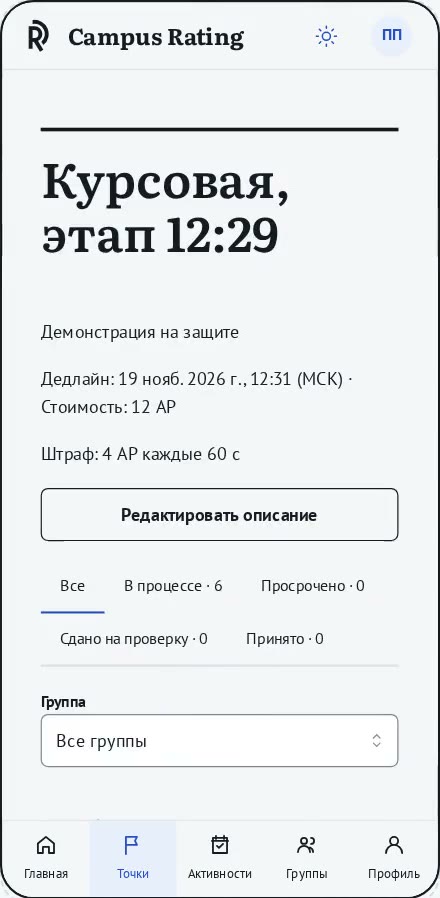 Campus Rating
ПП
Курсовая,
этап 12:29
Демонстрация на защите
Дедлайн: 19 нояб. 2026 г., 12:31 (МСК) ·
Стоимость: 12 AP
Штраф: 4 AP каждые 60 с
Редактировать описание
Все В процессе · 6 Просрочено · 0
Сдано на проверку · 0 Принято · 0
Группа
Все группы
Главная Точки Активности Группы Профиль